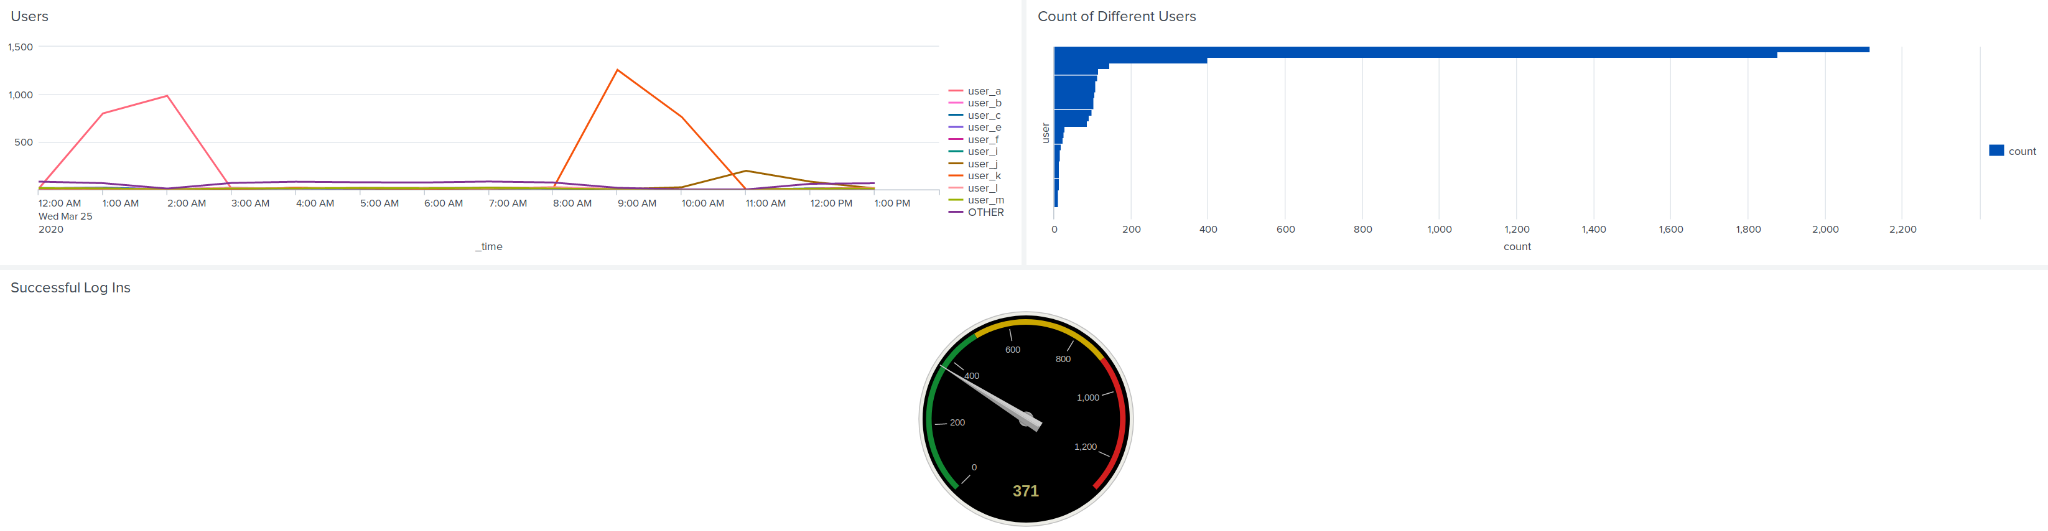 Users
1,500
1,000
500
12:00 AM 1:00 AM 2:00 AM 3:00 AM 4:00 AM 5:00 AM 6:00 AM 7:00 AM 8:00 AM 9:00 AM 10:00 AM 11:00 AM 12:00 PM 1:00 PM
Wed Mar 25
2020
_time
user_a
user_b
user_c
user_e
user_f
user_i
user_j
user_k
user_l
user_m
OTHER
Count of Different Users
user
0 200 400 600 800 1,000 1,200 1,400 1,600 1,800 2,000 2,200
count
count
Successful Log Ins
0
200
400
600
800
1,000
1,200
371